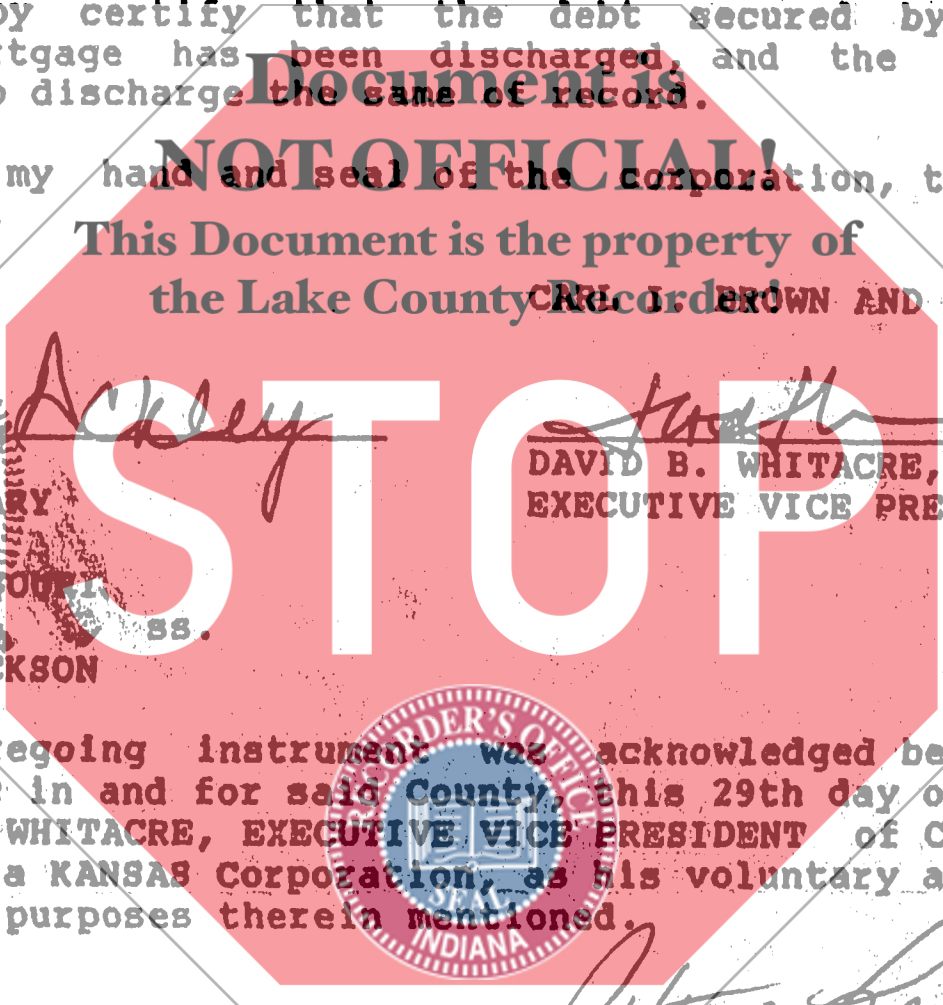 by certify that the debt secured by
rtgage has been discharged, and the
o discharge the same of record.
Document is
NOT OFFICIAL!
my hand and seal of the corporation, t
This Document is the property of
the Lake County Recorder!
CARL I. BROWN AND
Ackley
DAVID B. WHITACRE,
ARY
EXECUTIVE VICE PRE
STOP
OURI
ss.
KSON
RECORDER'S OFFICE
SEAL
INDIANA
egoing instrument was acknowledged be
in and for said County, this 29th day o
WHITACRE, EXECUTIVE VICE PRESIDENT of C
a KANSAS Corporation, as his voluntary a
purposes therein mentioned.